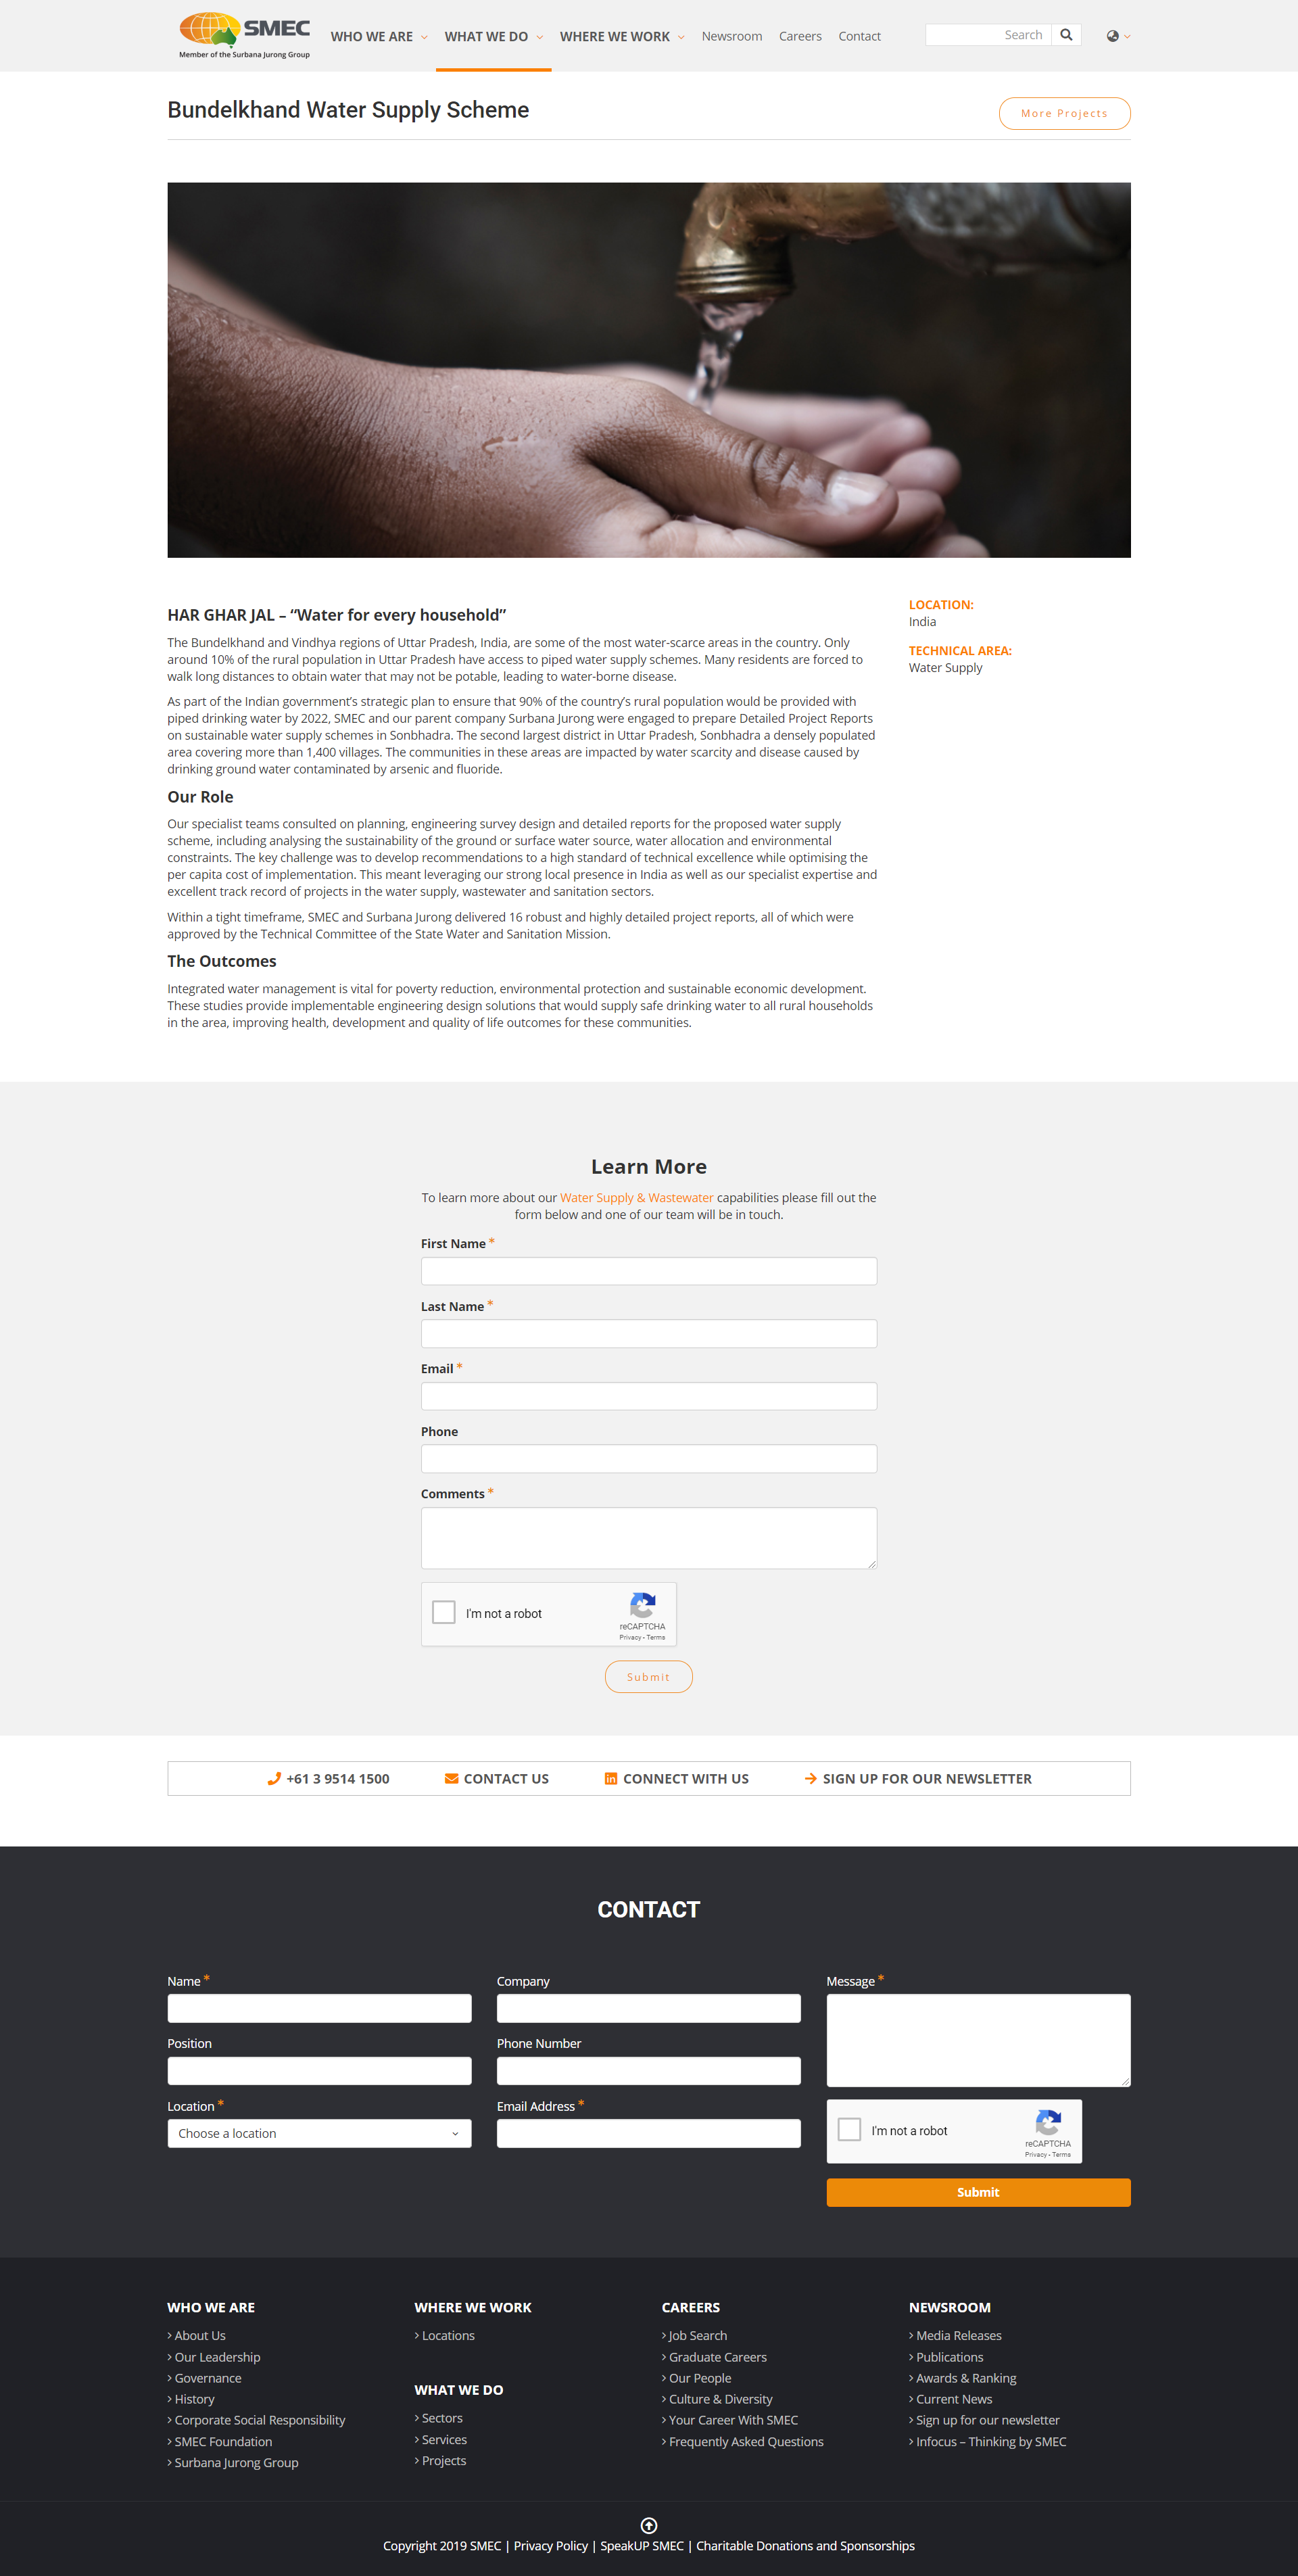 SMEC
Member of the Surbana Jurong Group
WHO WE ARE
WHAT WE DO
WHERE WE WORK
Newsroom
Careers
Contact
Search
Bundelkhand Water Supply Scheme
More Projects
HAR GHAR JAL – “Water for every household”
The Bundelkhand and Vindhya regions of Uttar Pradesh, India, are some of the most water-scarce areas in the country. Only
around 10% of the rural population in Uttar Pradesh have access to piped water supply schemes. Many residents are forced to
walk long distances to obtain water that may not be potable, leading to water-borne disease.
As part of the Indian government’s strategic plan to ensure that 90% of the country’s rural population would be provided with
piped drinking water by 2022, SMEC and our parent company Surbana Jurong were engaged to prepare Detailed Project Reports
on sustainable water supply schemes in Sonbhadra. The second largest district in Uttar Pradesh, Sonbhadra a densely populated
area covering more than 1,400 villages. The communities in these areas are impacted by water scarcity and disease caused by
drinking ground water contaminated by arsenic and fluoride.
Our Role
Our specialist teams consulted on planning, engineering survey design and detailed reports for the proposed water supply
scheme, including analysing the sustainability of the ground or surface water source, water allocation and environmental
constraints. The key challenge was to develop recommendations to a high standard of technical excellence while optimising the
per capita cost of implementation. This meant leveraging our strong local presence in India as well as our specialist expertise and
excellent track record of projects in the water supply, wastewater and sanitation sectors.
Within a tight timeframe, SMEC and Surbana Jurong delivered 16 robust and highly detailed project reports, all of which were
approved by the Technical Committee of the State Water and Sanitation Mission.
The Outcomes
Integrated water management is vital for poverty reduction, environmental protection and sustainable economic development.
These studies provide implementable engineering design solutions that would supply safe drinking water to all rural households
in the area, improving health, development and quality of life outcomes for these communities.
LOCATION:
India
TECHNICAL AREA:
Water Supply
Learn More
To learn more about our Water Supply & Wastewater capabilities please fill out the
form below and one of our team will be in touch.
First Name *
Last Name *
Email *
Phone
Comments *
I'm not a robot
reCAPTCHA
Privacy - Terms
Submit
+61 3 9514 1500
CONTACT US
CONNECT WITH US
SIGN UP FOR OUR NEWSLETTER
CONTACT
Name *
Position
Location *
Choose a location
Company
Phone Number
Email Address *
Message *
I'm not a robot
reCAPTCHA
Privacy - Terms
Submit
WHO WE ARE
About Us
Our Leadership
Governance
History
Corporate Social Responsibility
SMEC Foundation
Surbana Jurong Group
WHERE WE WORK
Locations
WHAT WE DO
Sectors
Services
Projects
CAREERS
Job Search
Graduate Careers
Our People
Culture & Diversity
Your Career With SMEC
Frequently Asked Questions
NEWSROOM
Media Releases
Publications
Awards & Ranking
Current News
Sign up for our newsletter
Infocus – Thinking by SMEC
Copyright 2019 SMEC | Privacy Policy | SpeakUP SMEC | Charitable Donations and Sponsorships